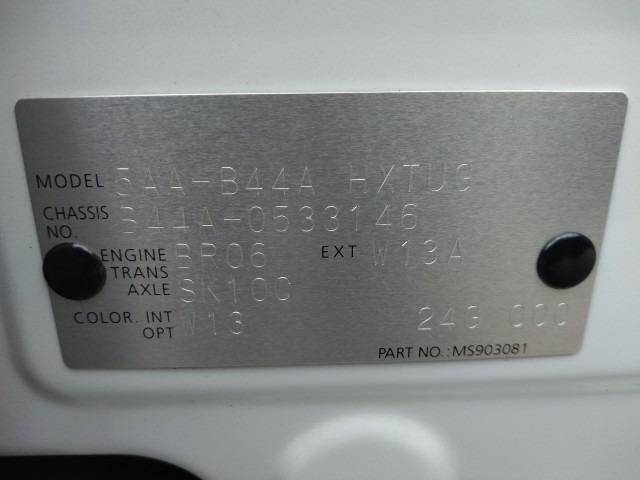 MODEL 5AA-B44A HXTUG
CHASSIS NO. B44A-0533146
ENGINE BR06 EXT W13A
TRANS
AXLE SK100
COLOR. INT W13 24G 000
OPT
PART NO.:MS903081